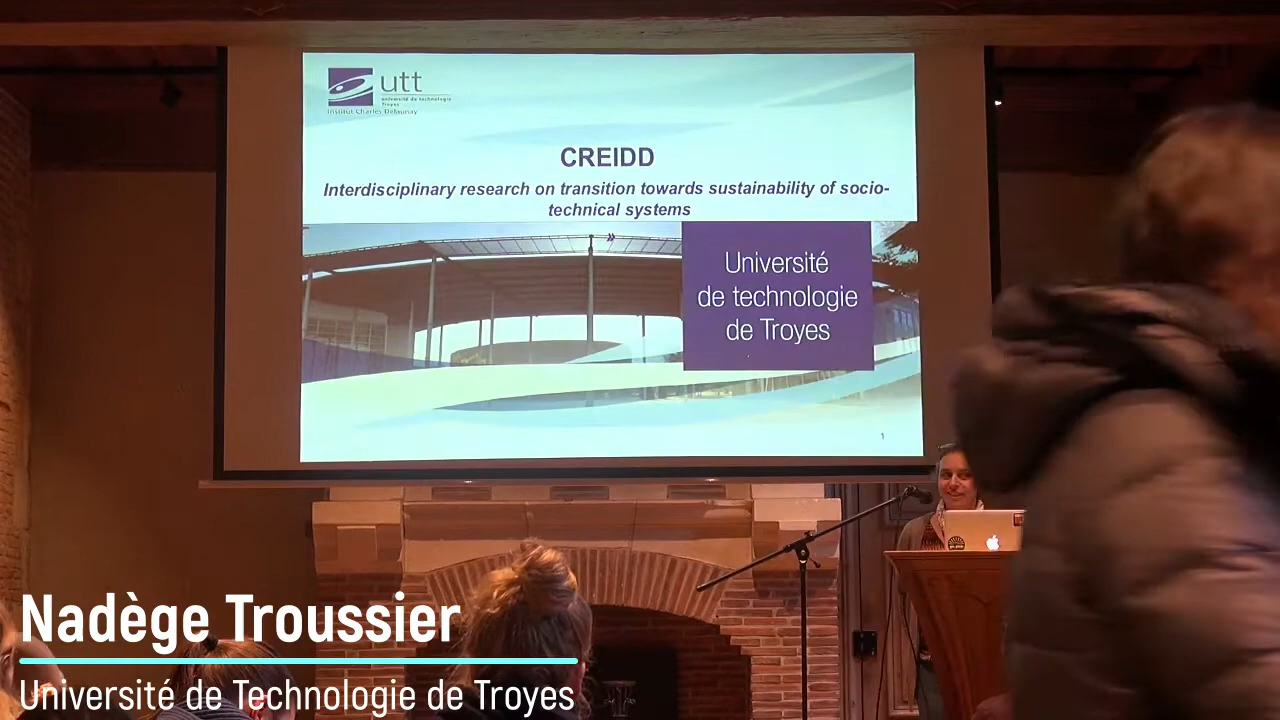 utt
université de technologie
Troyes
Institut Charles Delaunay
CREIDD
Interdisciplinary research on transition towards sustainability of socio-
technical systems
»
Université
de technologie
de Troyes
1
Nadège Troussier
Université de Technologie de Troyes